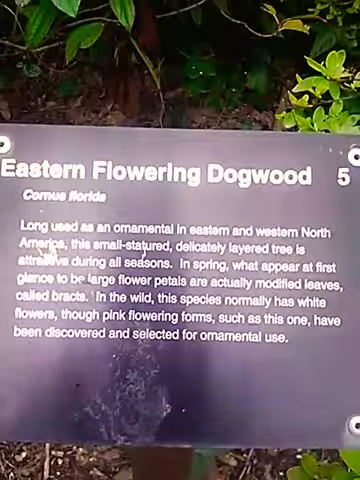 Eastern Flowering Dogwood 5
Cornus florida
Long used as an ornamental in eastern and western North
America, this small-statured, delicately layered tree is
attractive during all seasons. In spring, what appear at first
glance to be large flower petals are actually modified leaves,
called bracts. In the wild, this species normally has white
flowers, though pink flowering forms, such as this one, have
been discovered and selected for ornamental use.